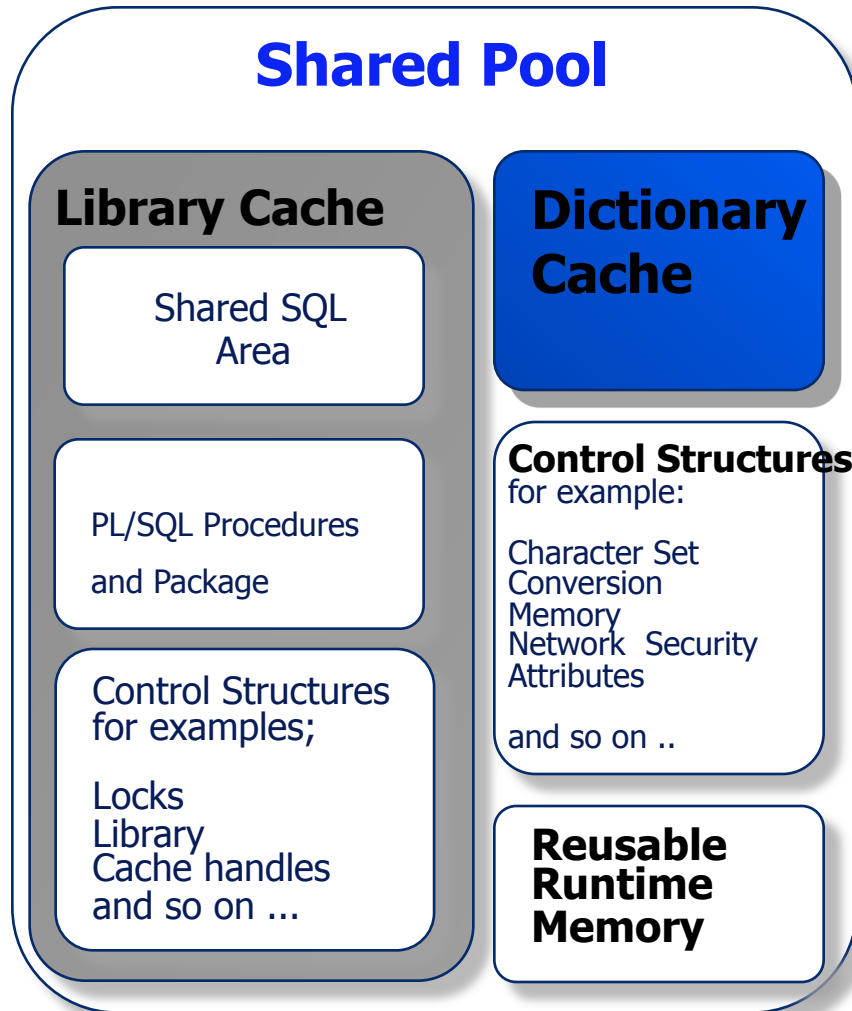 Shared Pool
Library Cache
Shared SQL
Area
PL/SQL Procedures
and Package
Control Structures
for examples;
Locks
Library
Cache handles
and so on ...
Dictionary
Cache
Control Structures
for example:
Character Set
Conversion
Memory
Network  Security
Attributes
and so on ..
Reusable
Runtime
Memory